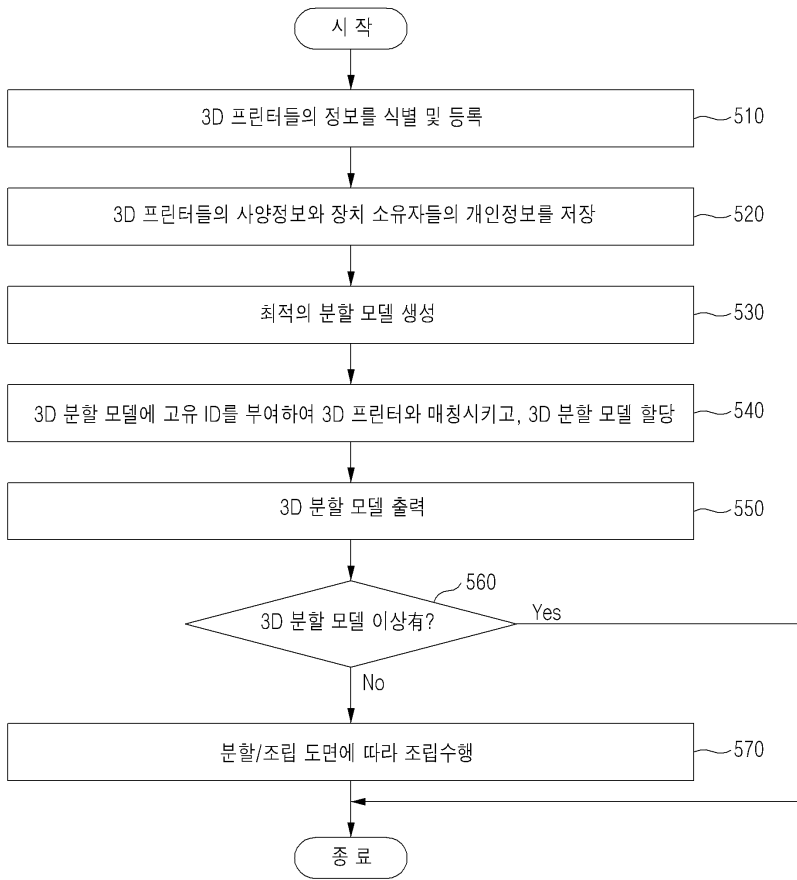 시 작
3D 프린터들의 정보를 식별 및 등록
510
3D 프린터들의 사양정보와 장치 소유자들의 개인정보를 저장
520
최적의 분할 모델 생성
530
3D 분할 모델에 고유 ID를 부여하여 3D 프린터와 매칭시키고, 3D 분할 모델 할당
540
3D 분할 모델 출력
550
560
3D 분할 모델 이상有?
Yes
No
분할/조립 도면에 따라 조립수행
570
종 료